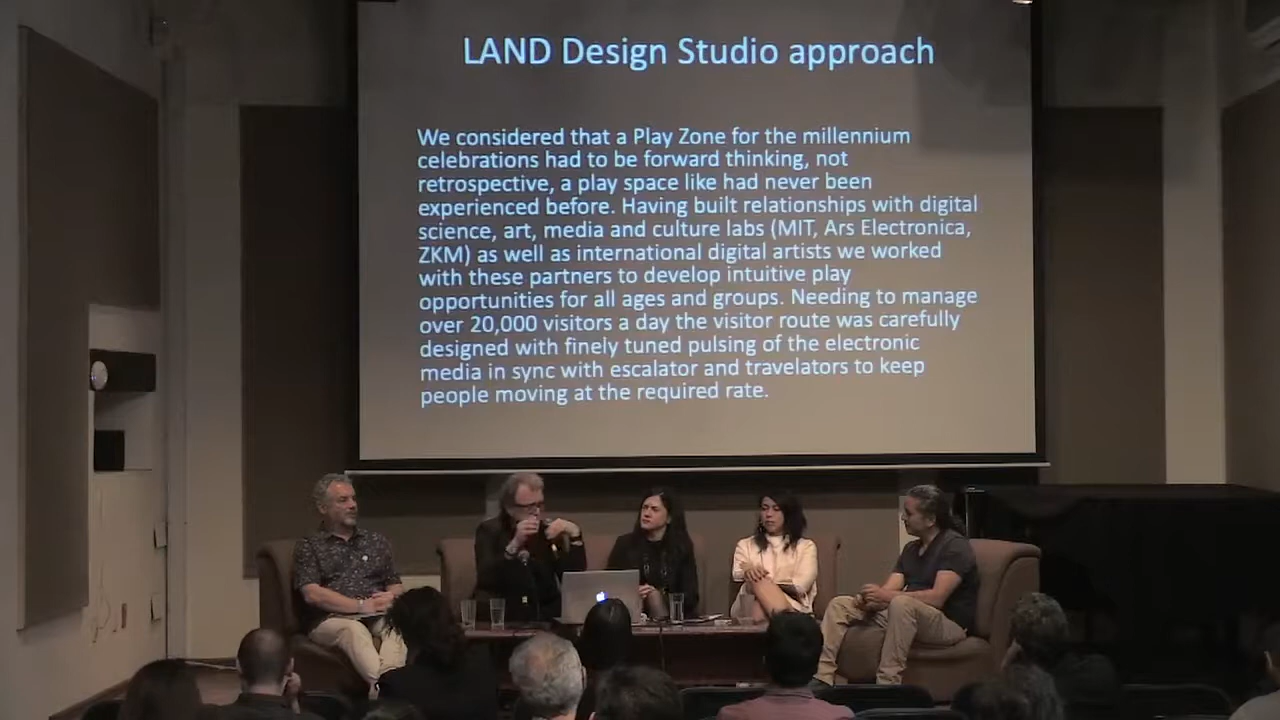 LAND Design Studio approach
We considered that a Play Zone for the millennium
celebrations had to be forward thinking, not
retrospective, a play space like had never been
experienced before. Having built relationships with digital
science, art, media and culture labs (MIT, Ars Electronica,
ZKM) as well as international digital artists we worked
with these partners to develop intuitive play
opportunities for all ages and groups. Needing to manage
over 20,000 visitors a day the visitor route was carefully
designed with finely tuned pulsing of the electronic
media in sync with escalator and travelators to keep
people moving at the required rate.